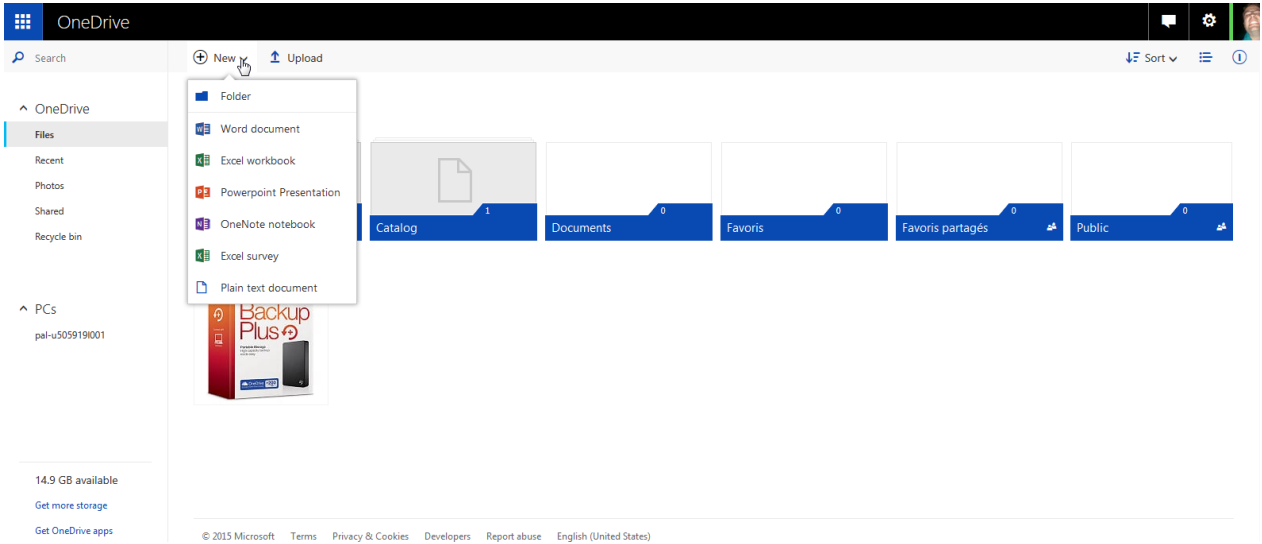 OneDrive
Search
New
Upload
Sort
Folder
Word document
Excel workbook
Powerpoint Presentation
OneNote notebook
Excel survey
Plain text document
OneDrive
Files
Recent
Photos
Shared
Recycle bin
PCs
pal-u505919l001
1
Catalog
0
Documents
0
Favoris
0
Favoris partagés
0
Public
Backup
Plus
14.9 GB available
Get more storage
Get OneDrive apps
© 2015 Microsoft Terms Privacy & Cookies Developers Report abuse English (United States)